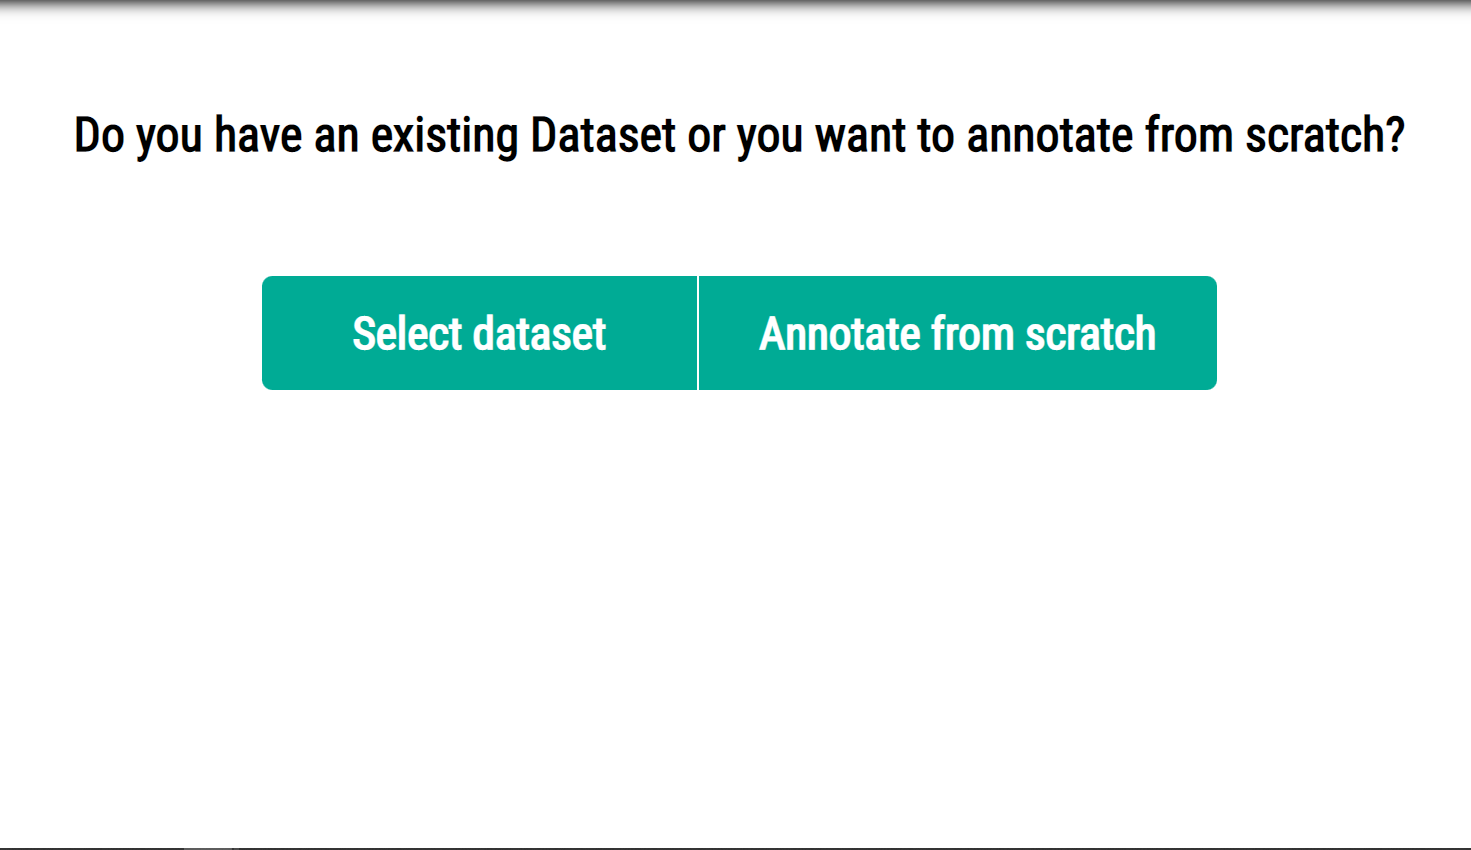 Do you have an existing Dataset or you want to annotate from scratch?
Select dataset
Annotate from scratch